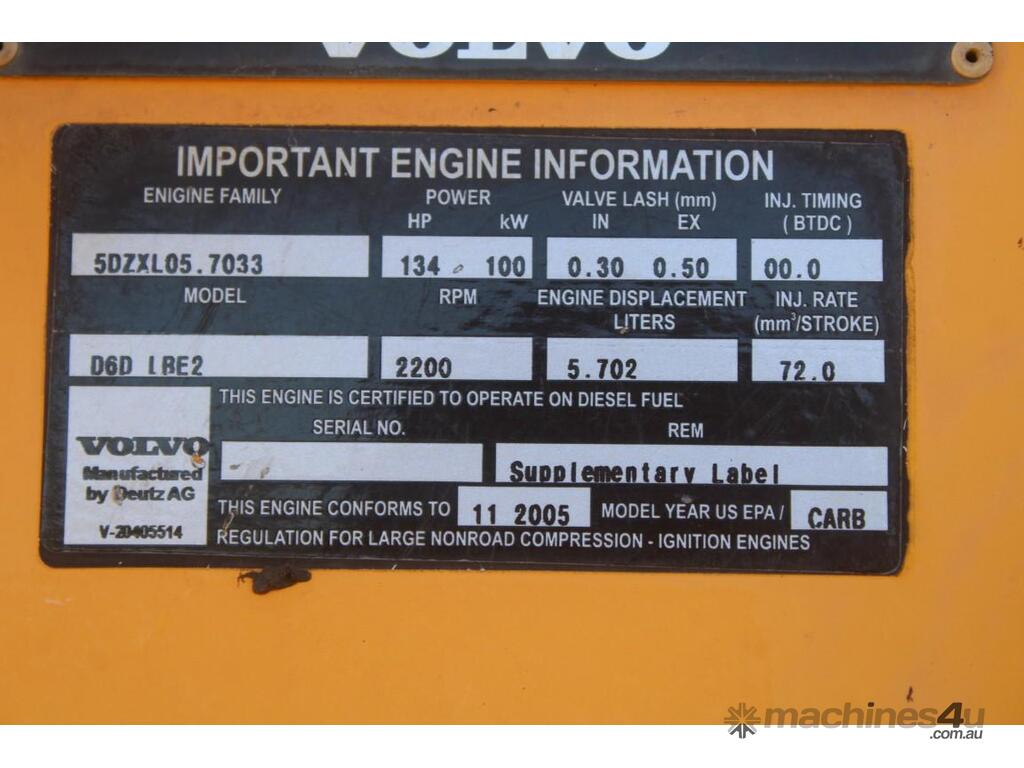 VOLVO
IMPORTANT ENGINE INFORMATION
ENIGINE FAMILY POWER VALVE LASH (mm) INJ. TIMING
HP kW IN EX (BTDC)
5DZXL05.7033 134 100 0.30 0.50 00.0
MODEL RPM ENGINE DISPLACEMENT INJ. RATE
LITERS (mm³/STROKE)
D6D LBE2 2200 5.702 72.0
THIS ENGINE IS CERTIFIED TO OPERATE ON DIESEL FUEL
SERIAL NO. REM
VOLVO
Manufactured
by Deutz AG
V-20405514
Supplementary Label
THIS ENGINE CONFORMS TO 11 2005 MODEL YEAR US EPA / CARB
REGULATION FOR LARGE NONROAD COMPRESSION - IGNITION ENGINES
machines4u
.com.au